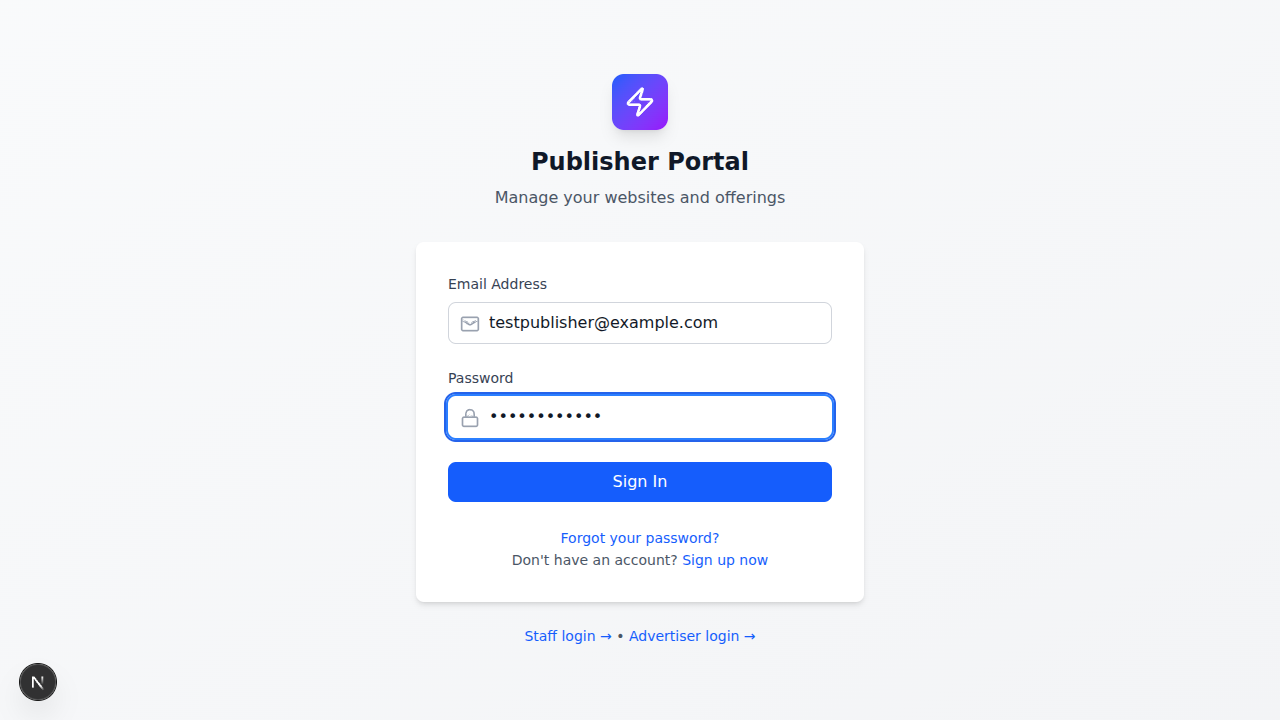 Publisher Portal
Manage your websites and offerings
Email Address
testpublisher@example.com
Password
••••••••••••
Sign In
Forgot your password?
Don't have an account? Sign up now
Staff login → • Advertiser login →
N